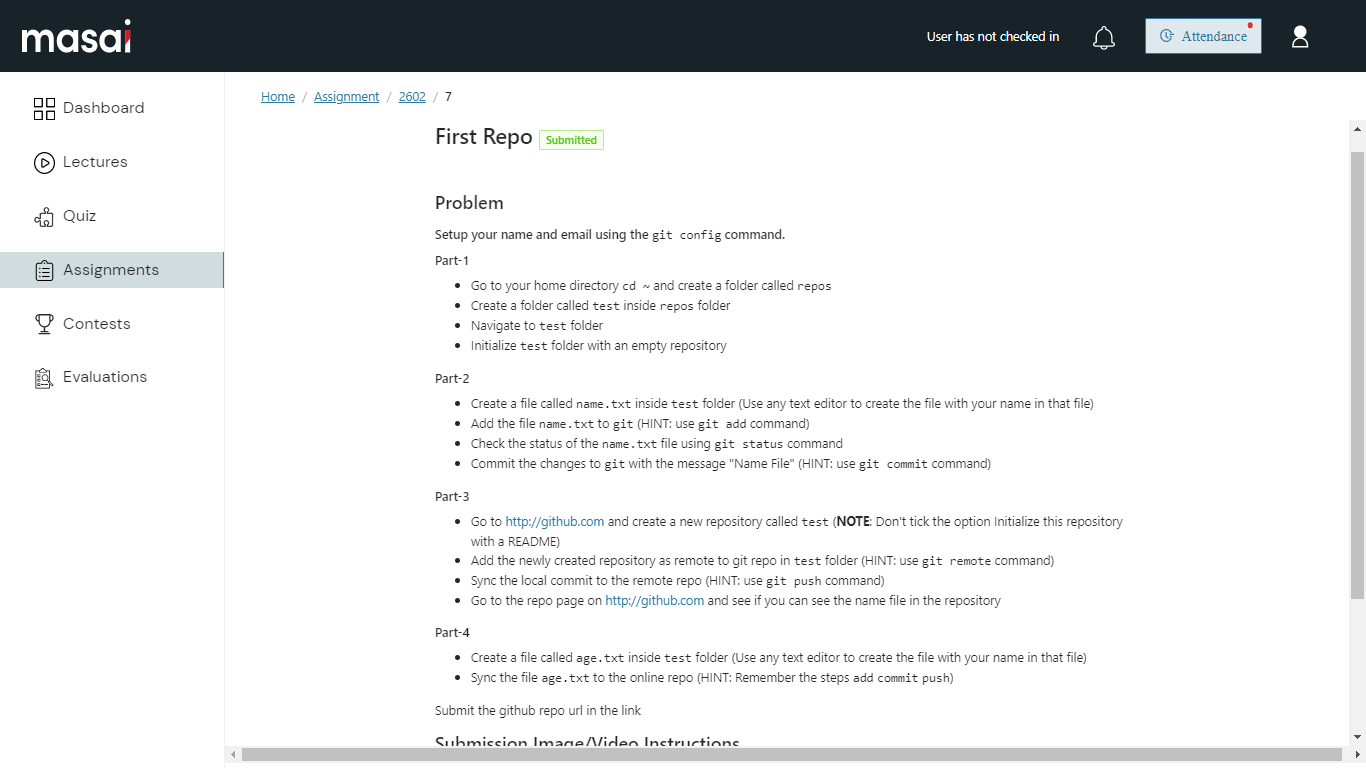 masai
User has not checked in
Attendance
Dashboard
Lectures
Quiz
Assignments
Contests
Evaluations
Home / Assignment / 2602 / 7
First Repo Submitted
Problem
Setup your name and email using the git config command.
Part-1
Go to your home directory cd ~ and create a folder called repos
Create a folder called test inside repos folder
Navigate to test folder
Initialize test folder with an empty repository
Part-2
Create a file called name.txt inside test folder (Use any text editor to create the file with your name in that file)
Add the file name.txt to git (HINT: use git add command)
Check the status of the name.txt file using git status command
Commit the changes to git with the message "Name File" (HINT: use git commit command)
Part-3
Go to http://github.com and create a new repository called test (NOTE: Don't tick the option Initialize this repository
with a README)
Add the newly created repository as remote to git repo in test folder (HINT: use git remote command)
Sync the local commit to the remote repo (HINT: use git push command)
Go to the repo page on http://github.com and see if you can see the name file in the repository
Part-4
Create a file called age.txt inside test folder (Use any text editor to create the file with your name in that file)
Sync the file age.txt to the online repo (HINT: Remember the steps add commit push)
Submit the github repo url in the link
Submission Image/Video Instructions